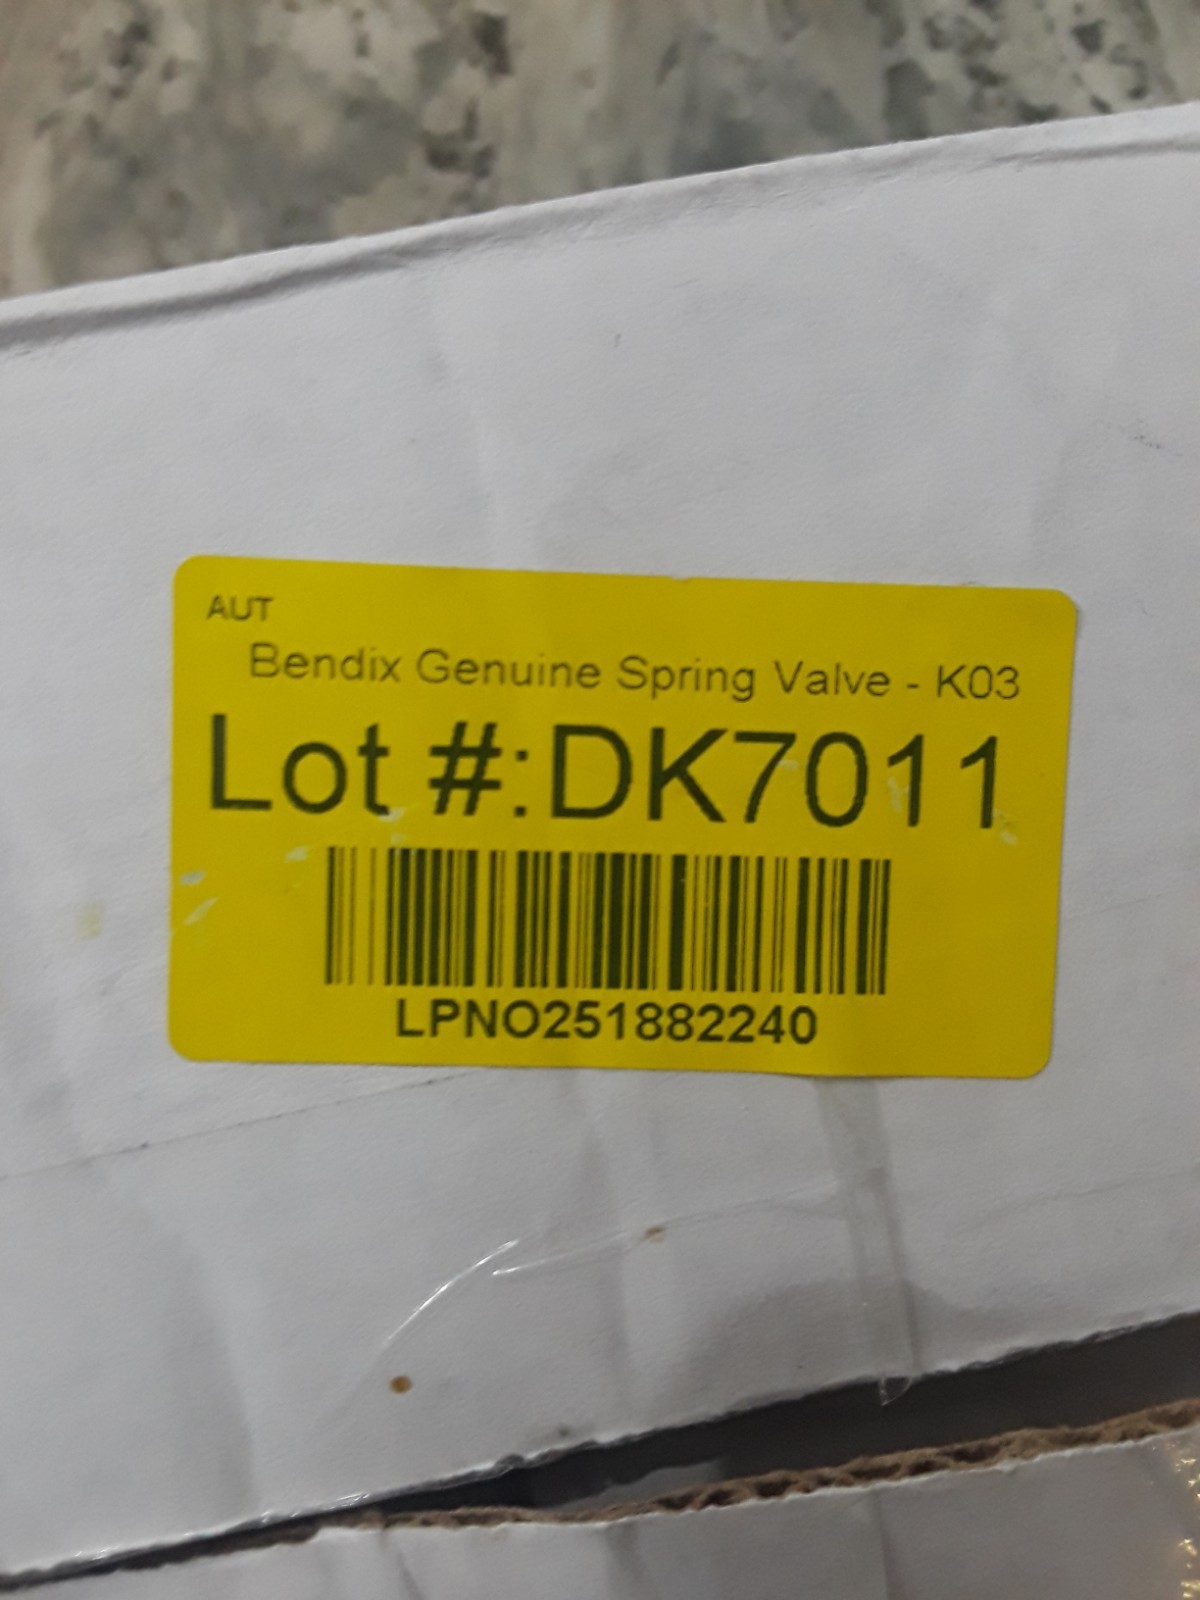 AUT
Bendix Genuine Spring Valve - K03
Lot #:DK7011
LPNO251882240